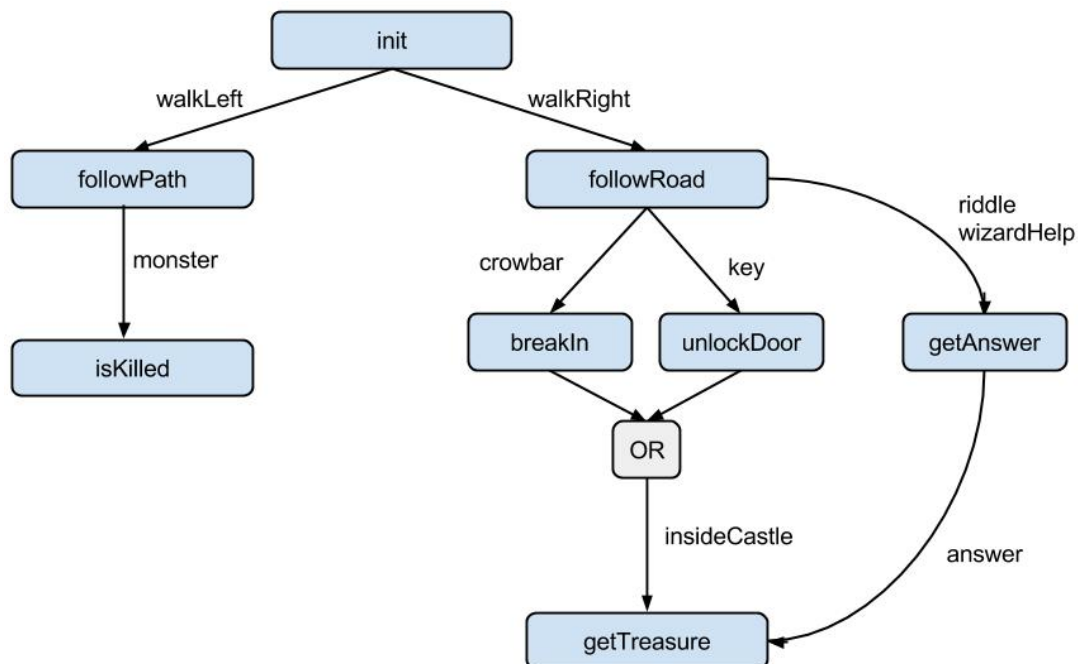 init
walkLeft
walkRight
followPath
followRoad
riddle
wizardHelp
monster
crowbar
key
isKilled
breakIn
unlockDoor
getAnswer
OR
insideCastle
answer
getTreasure